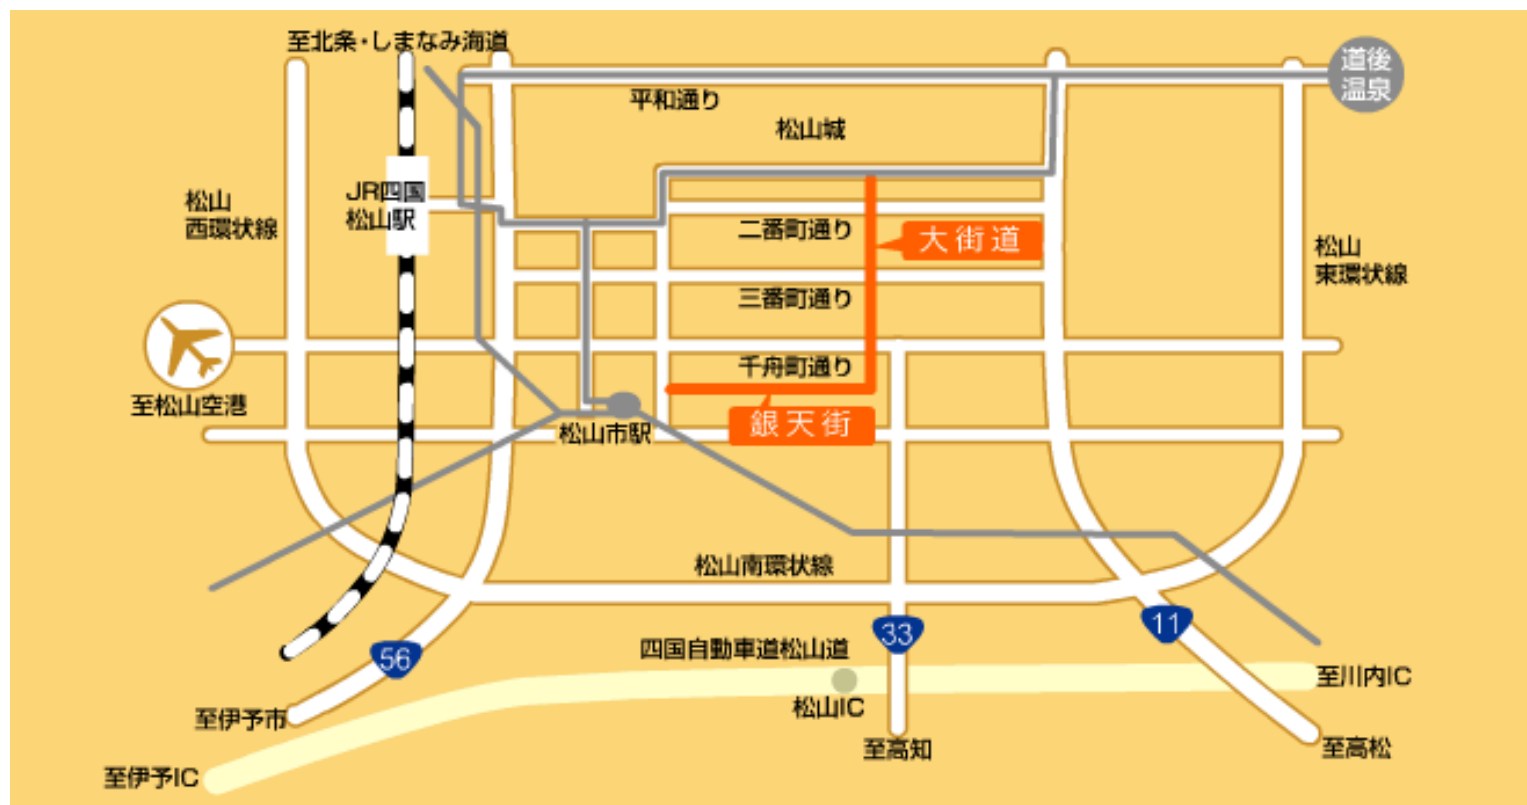 至北条・しまなみ海道
道後
温泉
平和通り
松山城
JR四国
松山駅
松山
西環状線
二番町通り
大街道
松山
東環状線
三番町通り
千舟町通り
至松山空港
銀天街
松山市駅
松山南環状線
11
33
四国自動車道松山道
56
至川内IC
松山IC
至伊予市
至高知
至高松
至伊予IC